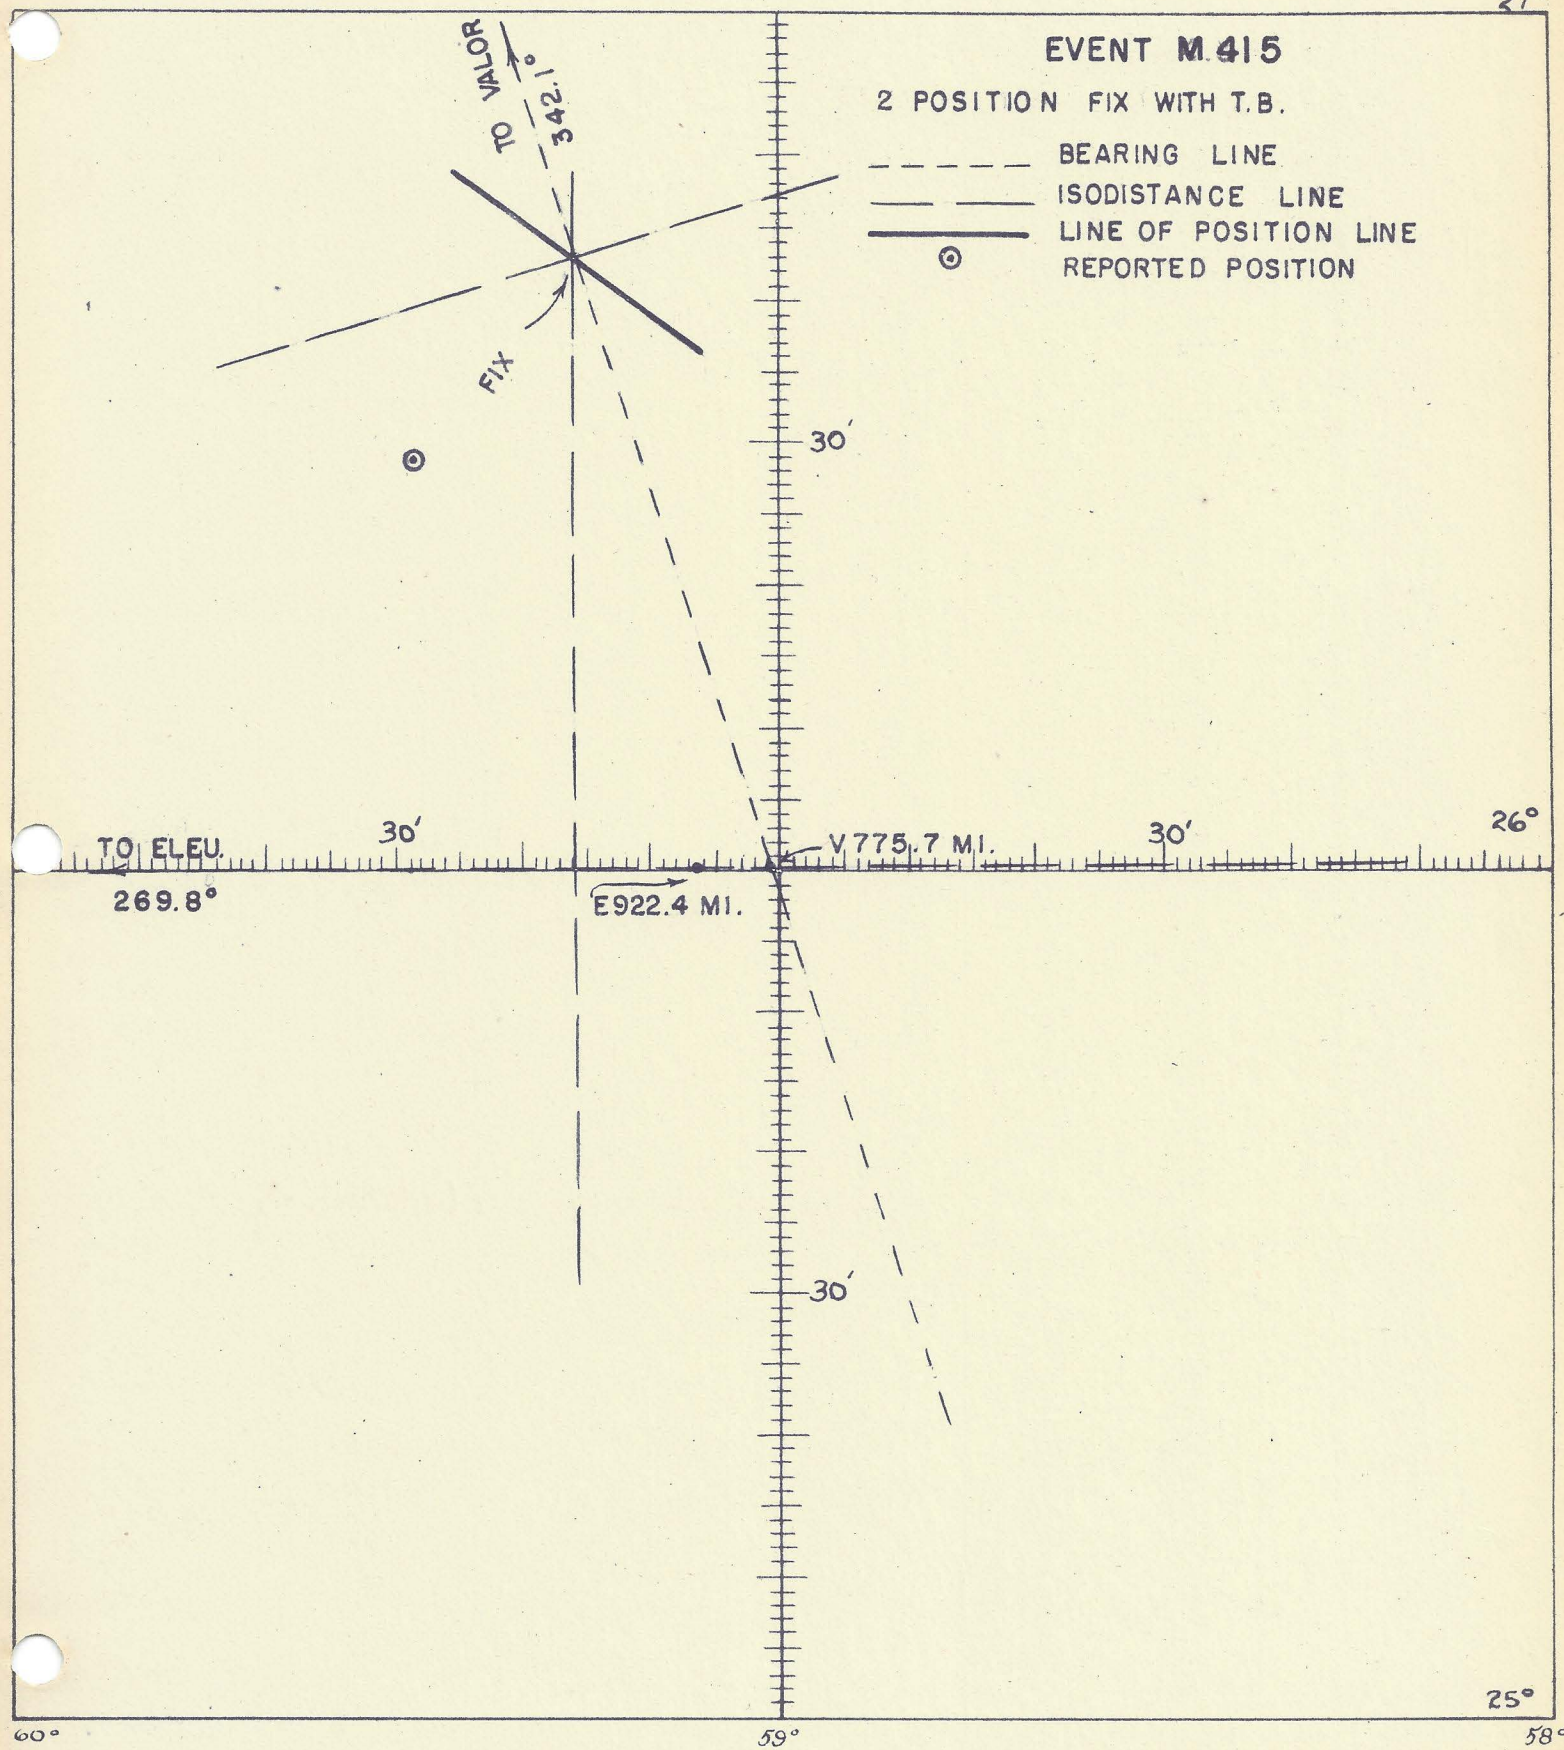 27
EVENT M.415
2 POSITION FIX WITH T.B.
BEARING LINE
ISODISTANCE LINE
LINE OF POSITION LINE
REPORTED POSITION
TO VALOR
342.1°
FIX
30′
30′
30′
26°
TO ELEU.
V 775.7 MI.
269.8°
E922.4 MI.
30′
25°
60°
59°
58°